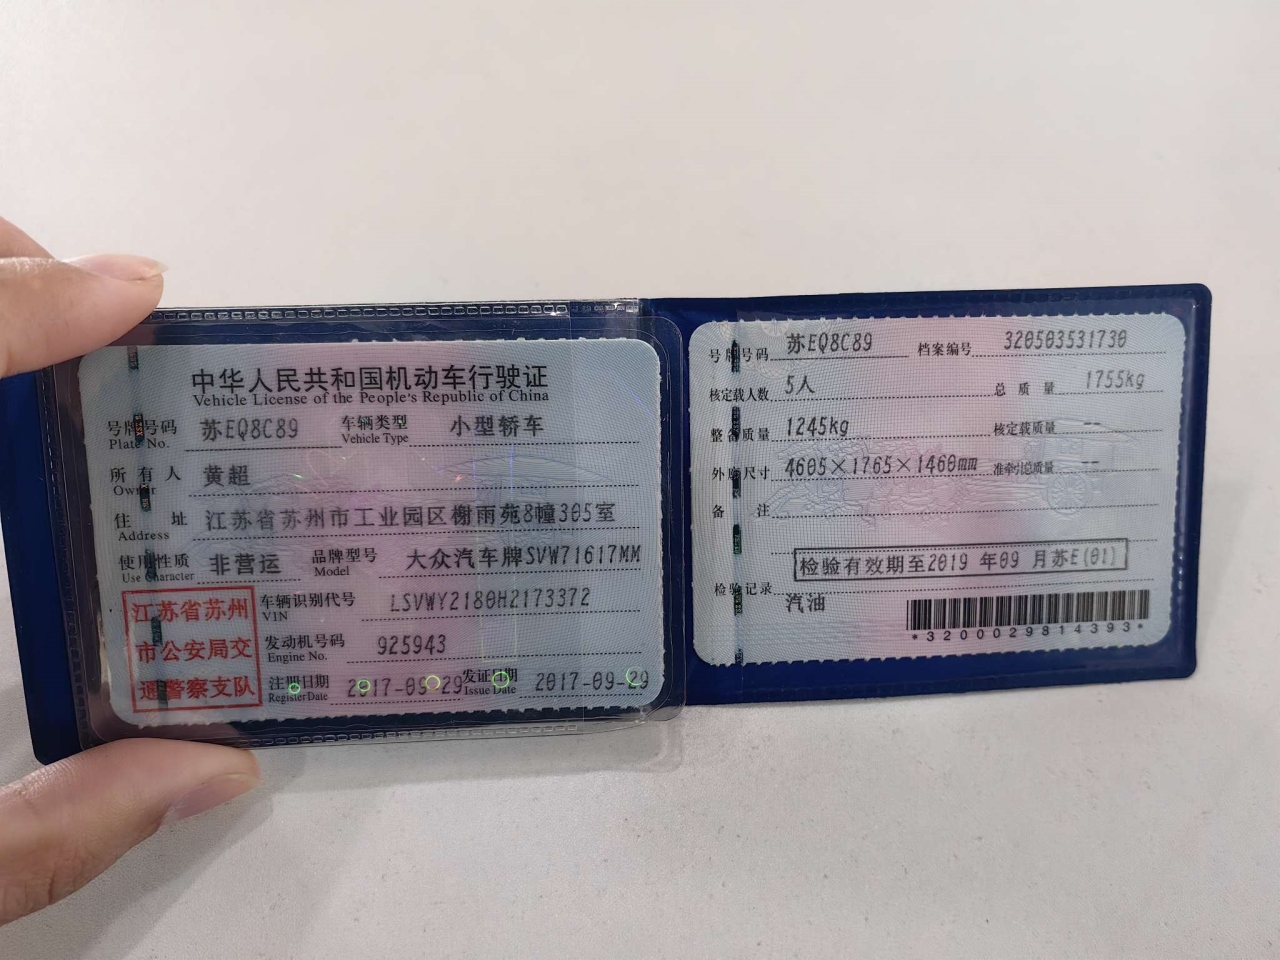 中华人民共和国机动车行驶证
Vehicle License of the People's Republic of China
号牌号码 苏EQ8C89 车辆类型 小型轿车
Plate No. Vehicle Type
所有人 黄超
Owner
住址 江苏省苏州市工业园区榭雨苑8幢305室
Address
使用性质 非营运 品牌型号 大众汽车牌SVW71617MM
Use Character Model
江苏省苏州
市公安局交
通警察支队
车辆识别代号 LSVWY2180H2173372
VIN
发动机号码 925943
Engine No.
注册日期 2017-09-29 发证日期 2017-09-29
Register Date Issue Date
号牌号码 苏EQ8C89 档案编号 320503531730
核定载人数 5人 总质量 1755kg
整备质量 1245kg 核定载质量 --
外廓尺寸 4605×1765×1460mm 准牵引总质量 --
备注
检验有效期至2019 年09 月苏E(01)
检验记录
汽油
*3200029814393*